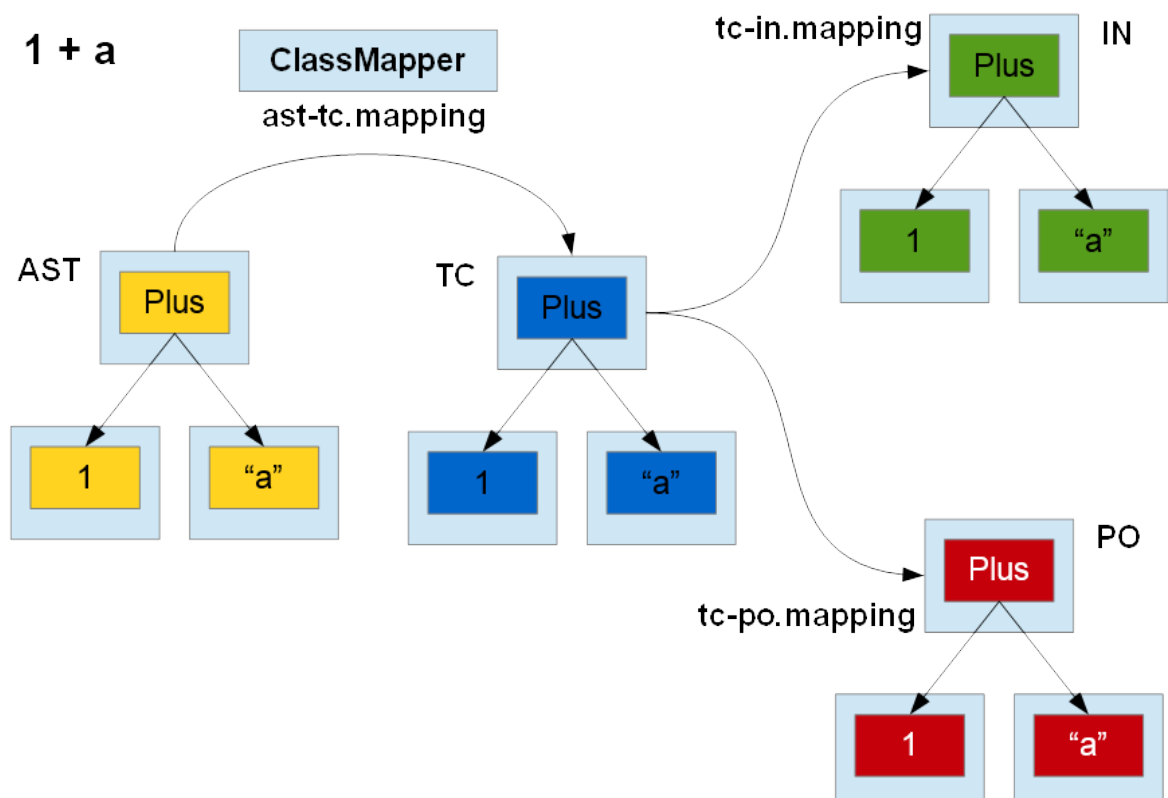 1 + a
ClassMapper
ast-tc.mapping
tc-in.mapping
IN
Plus
1
“a”
AST
Plus
1
“a”
TC
Plus
1
“a”
PO
Plus
tc-po.mapping
1
“a”